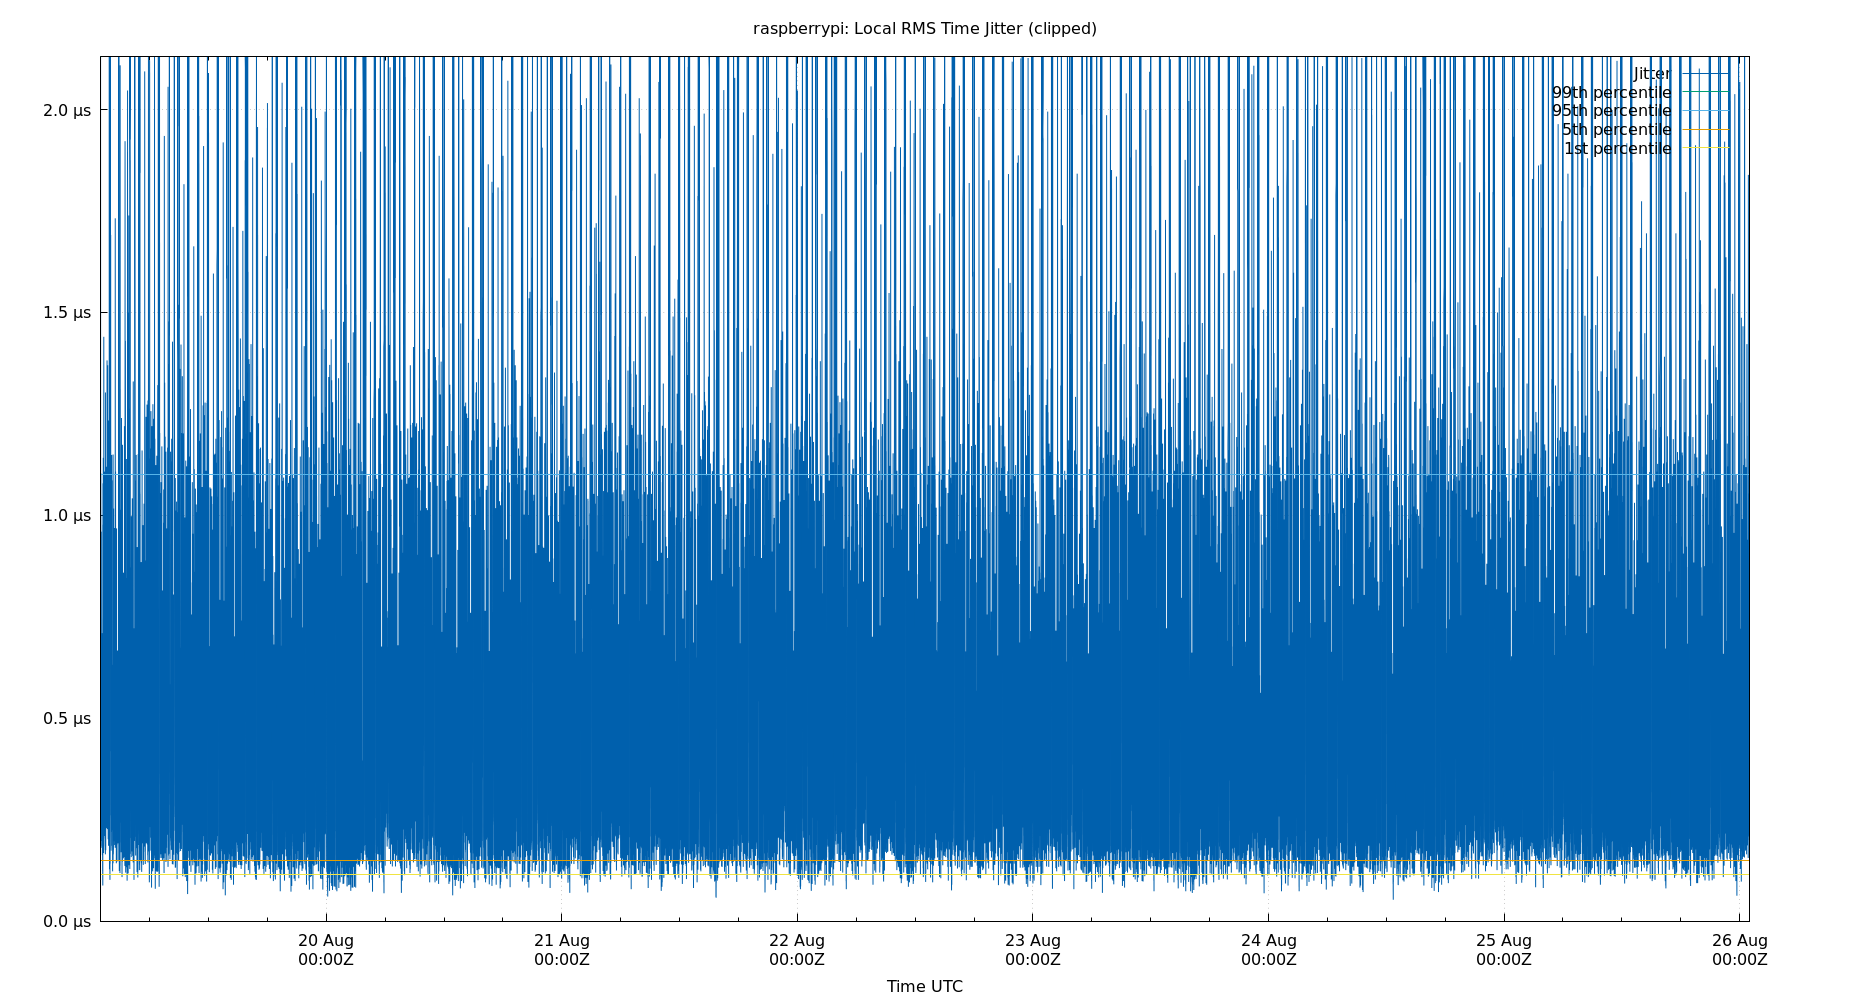 raspberrypi: Local RMS Time Jitter (clipped)
Jitter
99th percentile
95th percentile
5th percentile
1st percentile
2.0 µs
1.5 µs
1.0 µs
0.5 µs
0.0 µs
20 Aug 21 Aug 22 Aug 23 Aug 24 Aug 25 Aug 26 Aug
00:00Z 00:00Z 00:00Z 00:00Z 00:00Z 00:00Z 00:00Z
Time UTC